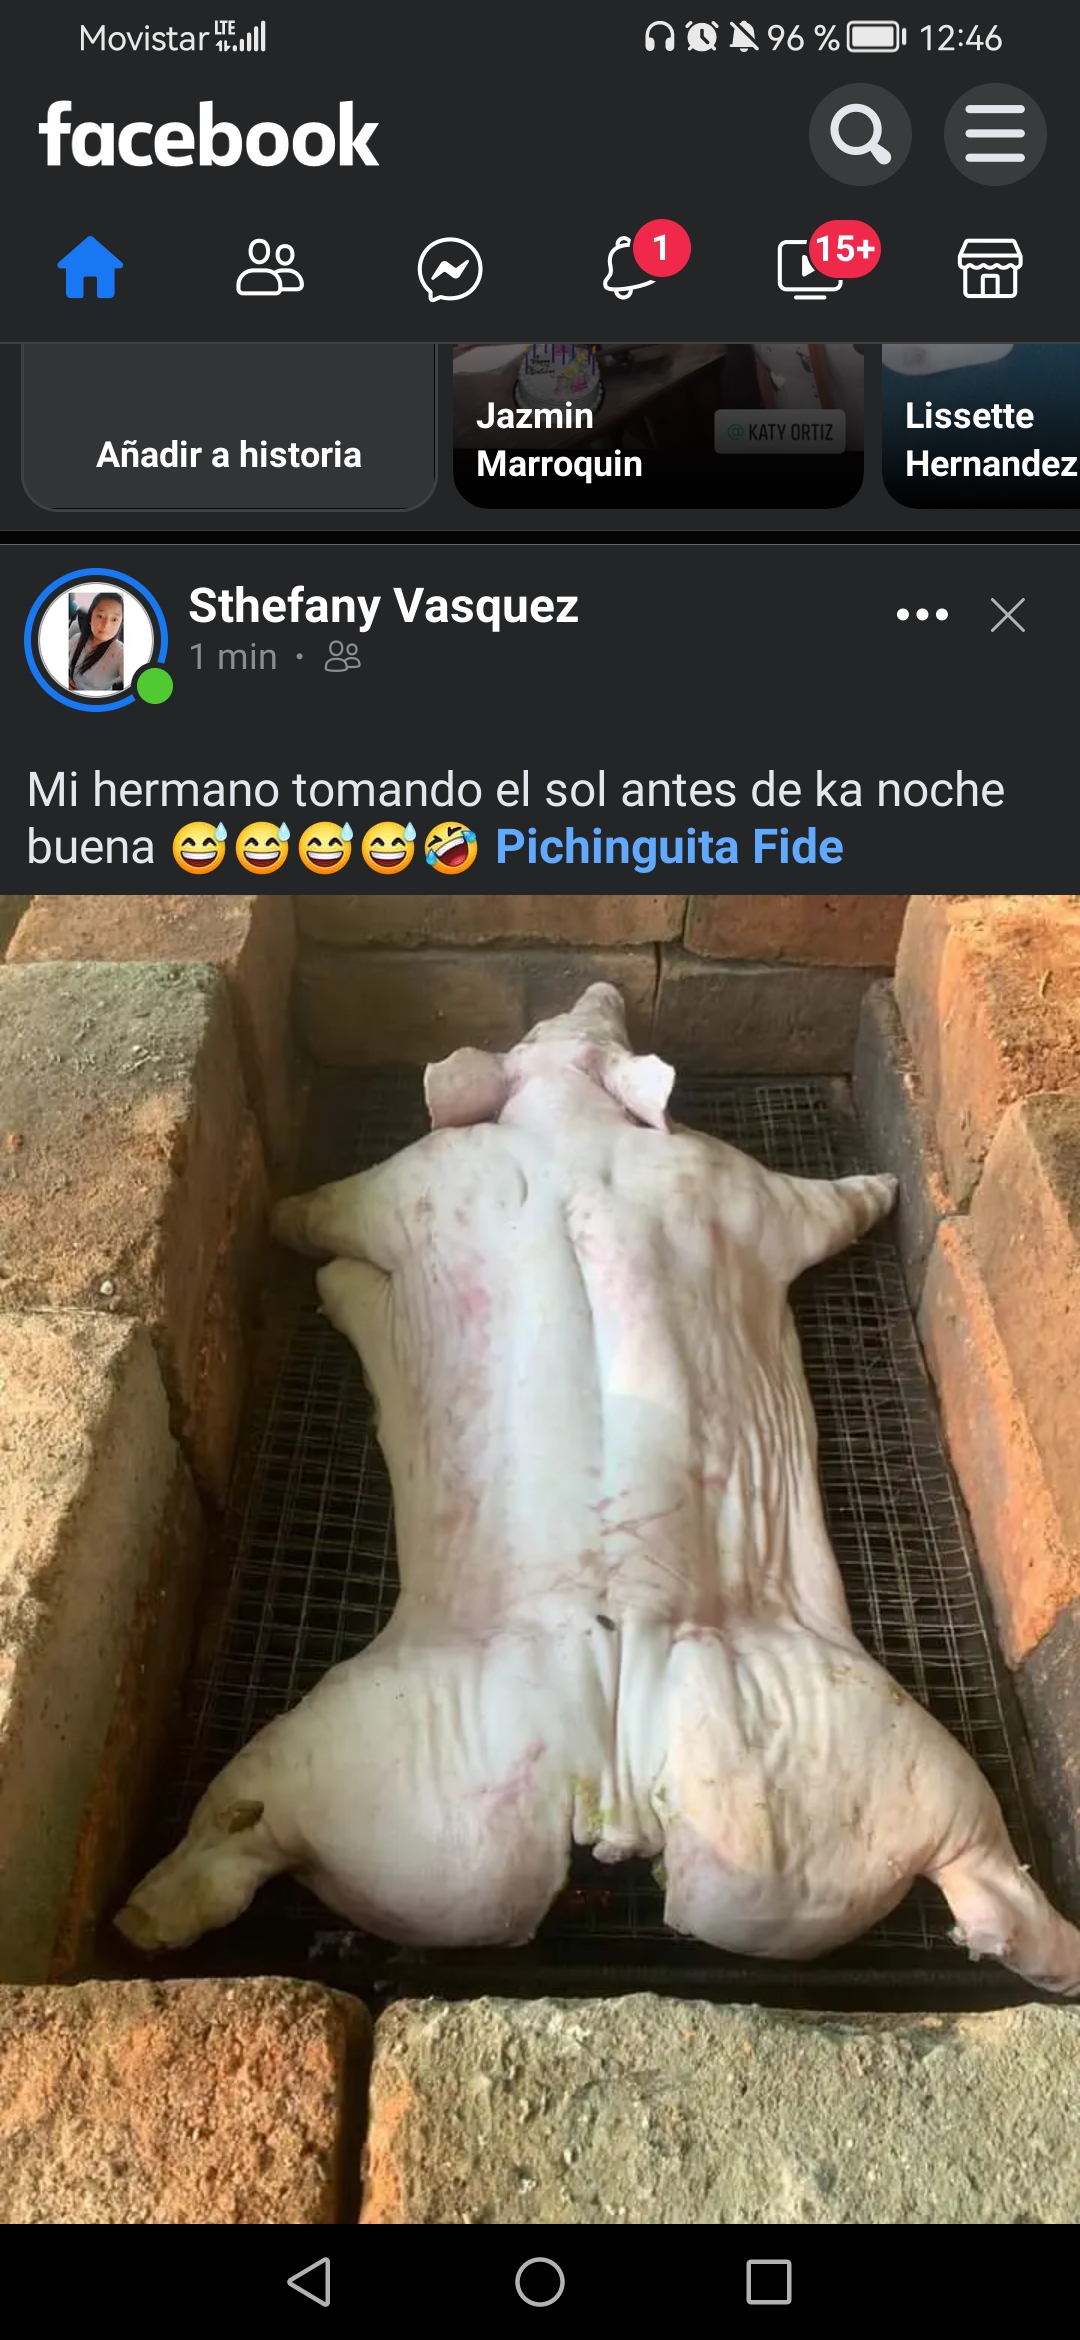 Movistar LTE 96 % 12:46
facebook
1
15+
Añadir a historia
Jazmin
Marroquin
@ KATY ORTIZ
Lissette
Hernandez
Sthefany Vasquez
1 min ·
Mi hermano tomando el sol antes de ka noche
buena 😅😅😅😅🤣 Pichinguita Fide